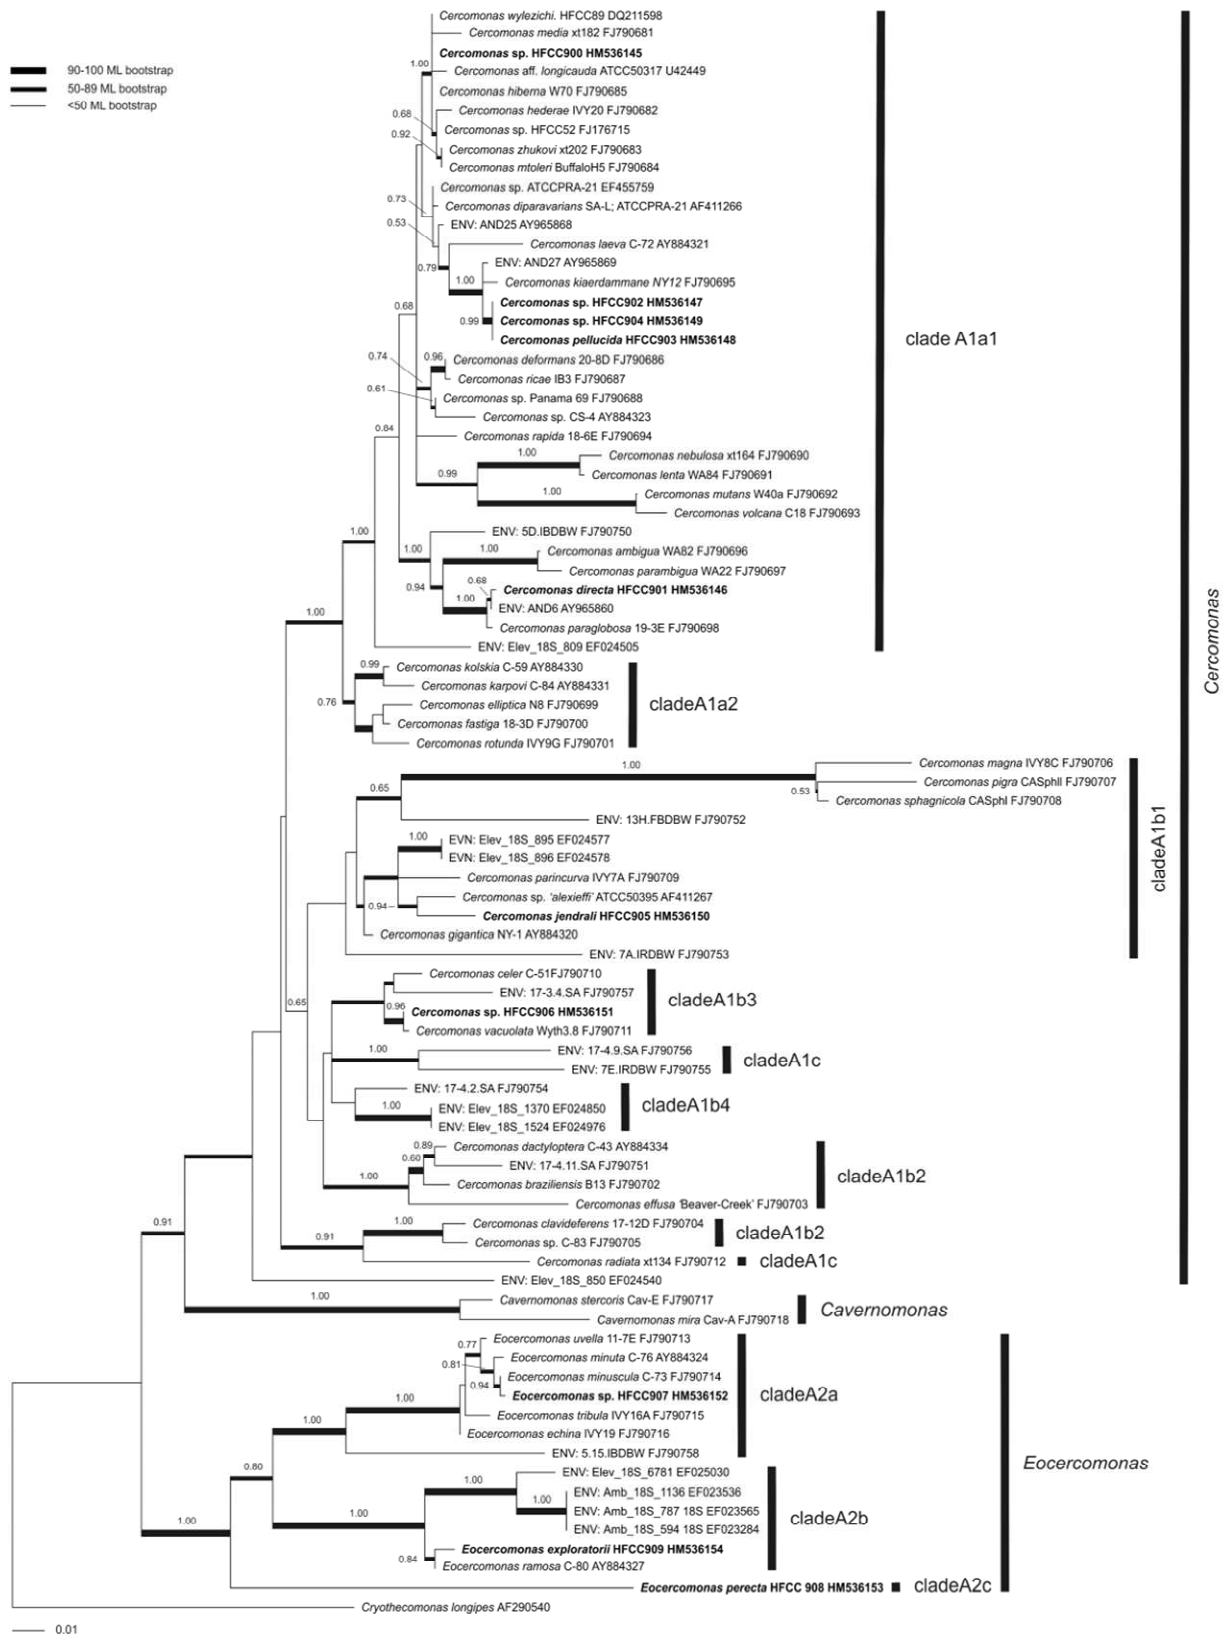 Cercomonas wylezichi. HFCC89 DQ211598
Cercomonas media xt182 FJ790681
Cercomonas sp. HFCC900 HM536145
90-100 ML bootstrap
1.00
Cercomonas aff. longicauda ATCC50317 U42449
50-89 ML bootstrap
Cercomonas hiberna W70 FJ790685
<50 ML bootstrap
0.68
Cercomonas hederae IVY20 FJ790682
Cercomonas sp. HFCC52 FJ176715
0.92
Cercomonas zhukovi xt202 FJ790683
Cercomonas mtoleri BuffaloH5 FJ790684
Cercomonas sp. ATCCPRA-21 EF455759
0.73
Cercomonas diparavarians SA-L; ATCCPRA-21 AF411266
0.53
ENV: AND25 AY965868
Cercomonas laeva C-72 AY884321
0.79
ENV: AND27 AY965869
1.00
Cercomonas kiaerdammane NY12 FJ790695
0.68
Cercomonas sp. HFCC902 HM536147
0.99
Cercomonas sp. HFCC904 HM536149
Cercomonas pellucida HFCC903 HM536148
clade A1a1
0.74
0.96
Cercomonas deformans 20-8D FJ790686
Cercomonas ricae IB3 FJ790687
0.61
Cercomonas sp. Panama 69 FJ790688
Cercomonas sp. CS-4 AY884323
0.84
Cercomonas rapida 18-6E FJ790694
1.00
Cercomonas nebulosa xt164 FJ790690
0.99
Cercomonas lenta WA84 FJ790691
1.00
Cercomonas mutans W40a FJ790692
Cercomonas volcana C18 FJ790693
1.00
ENV: 5D.IBDBW FJ790750
1.00
1.00
Cercomonas ambigua WA82 FJ790696
Cercomonas parambigua WA22 FJ790697
0.94
0.68
Cercomonas directa HFCC901 HM536146
1.00
ENV: AND6 AY965860
1.00
Cercomonas paraglobosa 19-3E FJ790698
ENV: Elev_18S_809 EF024505
Cercomonas
0.99
Cercomonas kolskia C-59 AY884330
Cercomonas karpovi C-84 AY884331
0.76
Cercomonas elliptica N8 FJ790699
cladeA1a2
Cercomonas fastiga 18-3D FJ790700
Cercomonas rotunda IVY9G FJ790701
1.00
Cercomonas magna IVY8C FJ790706
0.65
0.53
Cercomonas pigra CASphII FJ790707
Cercomonas sphagnicola CASphI FJ790708
ENV: 13H.FBDBW FJ790752
1.00
EVN: Elev_18S_895 EF024577
EVN: Elev_18S_896 EF024578
cladeA1b1
Cercomonas parincurva IVY7A FJ790709
Cercomonas sp. 'alexieffi' ATCC50395 AF411267
0.94
Cercomonas jendrali HFCC905 HM536150
Cercomonas gigantica NY-1 AY884320
ENV: 7A.IRDBW FJ790753
Cercomonas celer C-51FJ790710
ENV: 17-3.4.SA FJ790757
0.65
0.96
Cercomonas sp. HFCC906 HM536151
cladeA1b3
Cercomonas vacuolata Wyth3.8 FJ790711
1.00
ENV: 17-4.9.SA FJ790756
cladeA1c
ENV: 7E.IRDBW FJ790755
ENV: 17-4.2.SA FJ790754
1.00
ENV: Elev_18S_1370 EF024850
cladeA1b4
ENV: Elev_18S_1524 EF024976
0.89
Cercomonas dactyloptera C-43 AY884334
0.60
ENV: 17-4.11.SA FJ790751
1.00
Cercomonas braziliensis B13 FJ790702
cladeA1b2
Cercomonas effusa 'Beaver-Creek' FJ790703
0.91
1.00
Cercomonas clavideferens 17-12D FJ790704
0.91
Cercomonas sp. C-83 FJ790705
cladeA1b2
Cercomonas radiata xt134 FJ790712
cladeA1c
ENV: Elev_18S_850 EF024540
1.00
Cavernomonas stercoris Cav-E FJ790717
Cavernomonas
Cavernomonas mira Cav-A FJ790718
0.77
Eocercomonas uvella 11-7E FJ790713
0.81
Eocercomonas minuta C-76 AY884324
0.94
Eocercomonas minuscula C-73 FJ790714
1.00
Eocercomonas sp. HFCC907 HM536152
cladeA2a
1.00
Eocercomonas tribula IVY16A FJ790715
Eocercomonas echina IVY19 FJ790716
ENV: 5.15.IBDBW FJ790758
0.80
Eocercomonas
1.00
ENV: Elev_18S_6781 EF025030
1.00
ENV: Amb_18S_1136 EF023536
1.00
1.00
ENV: Amb_18S_787 18S EF023565
cladeA2b
ENV: Amb_18S_594 18S EF023284
0.84
Eocercomonas exploratorii HFCC909 HM536154
Eocercomonas ramosa C-80 AY884327
Eocercomonas perecta HFCC 908 HM536153
cladeA2c
Cryothecomonas longipes AF290540
0.01